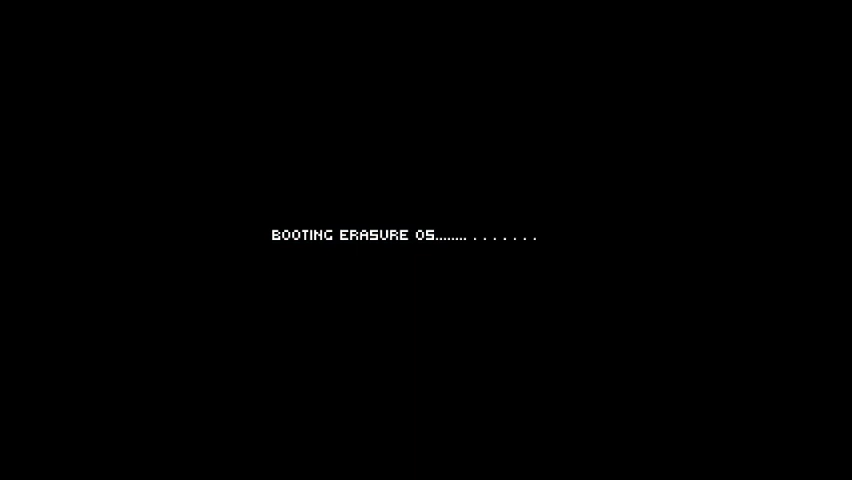 BOOTING ERASURE OS........ . . . . . . .